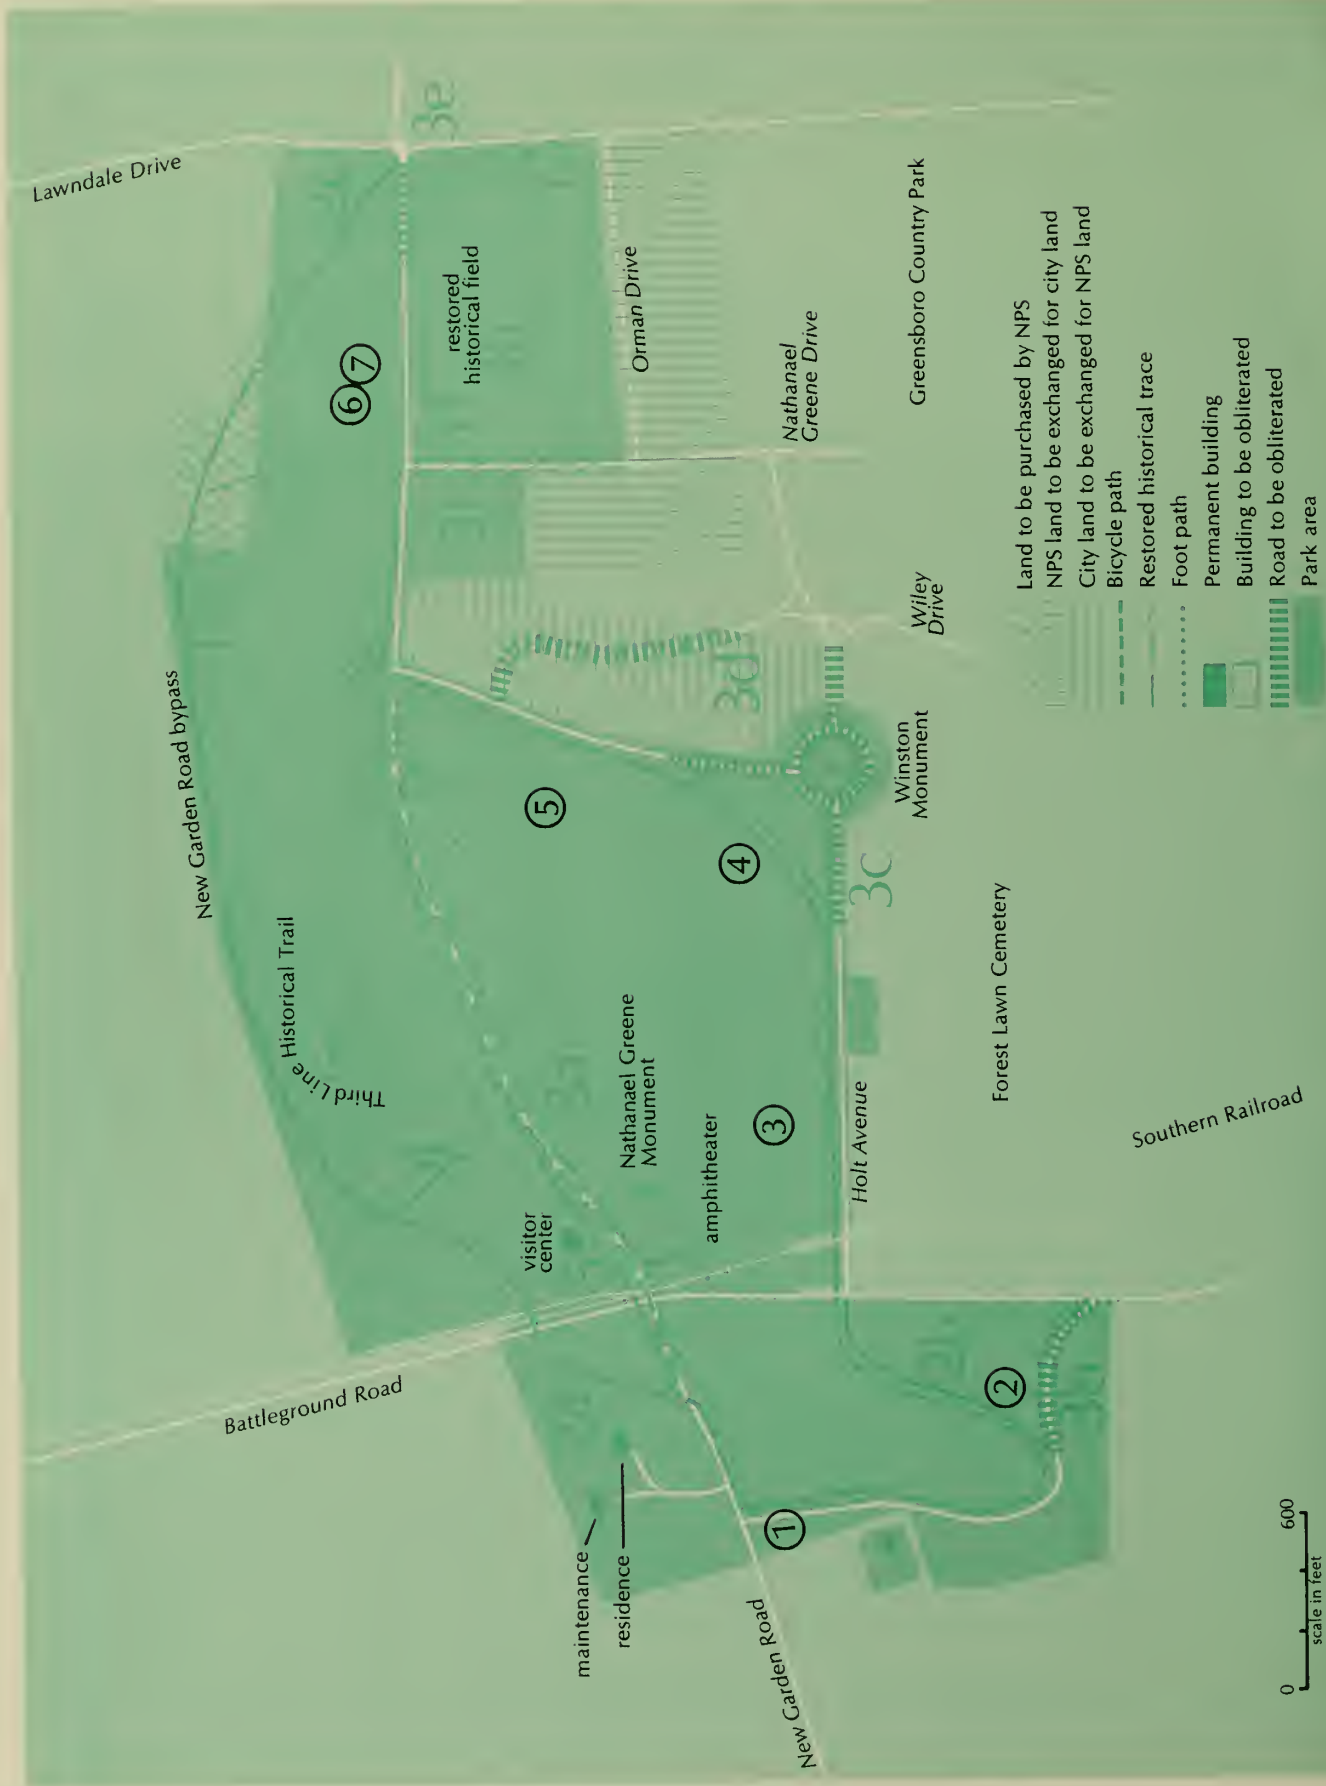 Lawndale Drive
3e
restored
historical field
Orman Drive
Nathanael
Greene Drive
Greensboro Country Park
⑥⑦
New Garden Road bypass
Third Line Historical Trail
⑤
④
3d
Wiley
Drive
Winston
Monument
3c
Forest Lawn Cemetery
Nathanael Greene
Monument
amphitheater
③
Holt Avenue
Southern Railroad
visitor
center
Battleground Road
②
①
maintenance
residence
New Garden Road
Land to be purchased by NPS
NPS land to be exchanged for city land
City land to be exchanged for NPS land
Bicycle path
Restored historical trace
Foot path
Permanent building
Building to be obliterated
Road to be obliterated
Park area
0 600
scale in feet